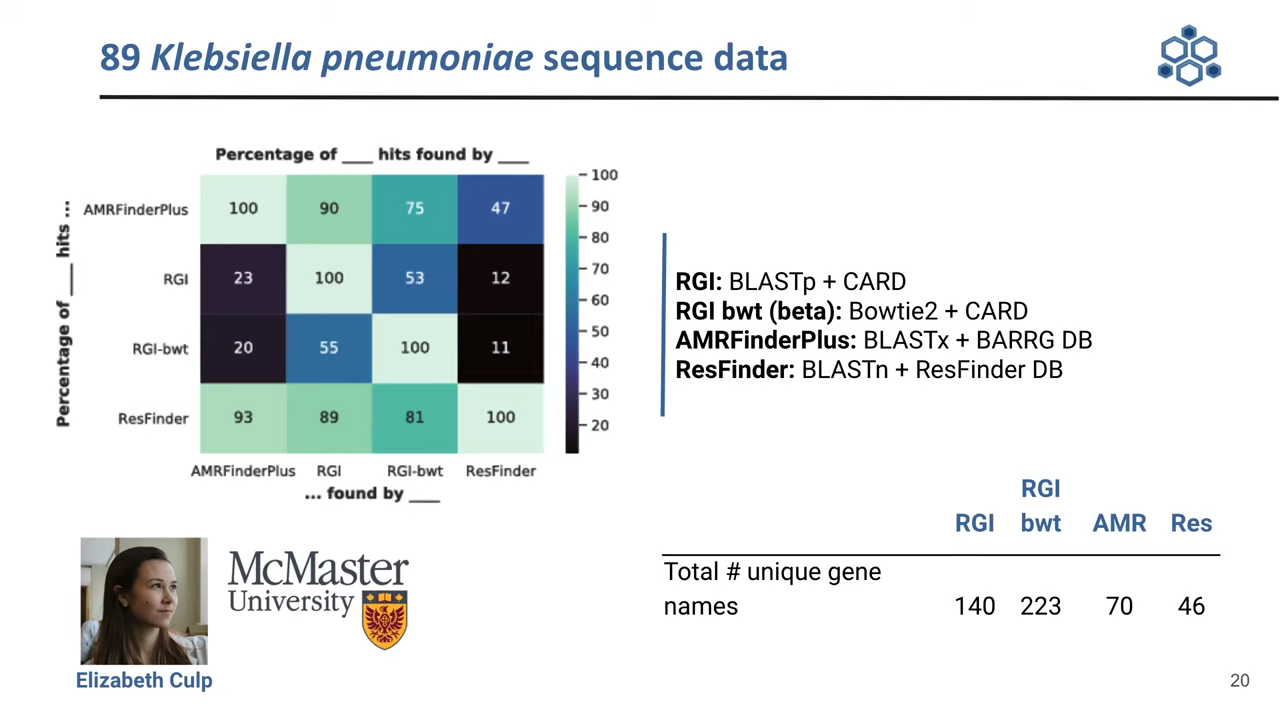 89 Klebsiella pneumoniae sequence data
Percentage of ___ hits found by ___
Percentage of ___ hits ...
AMRFinderPlus 100 90 75 47
RGI 23 100 53 12
RGI-bwt 20 55 100 11
ResFinder 93 89 81 100
AMRFinderPlus RGI RGI-bwt ResFinder
... found by ___
100
90
80
70
60
50
40
30
20
RGI: BLASTp + CARD
RGI bwt (beta): Bowtie2 + CARD
AMRFinderPlus: BLASTx + BARRG DB
ResFinder: BLASTn + ResFinder DB
RGI
RGI bwt AMR Res
Total # unique gene
names 140 223 70 46
McMaster
University
Elizabeth Culp
20